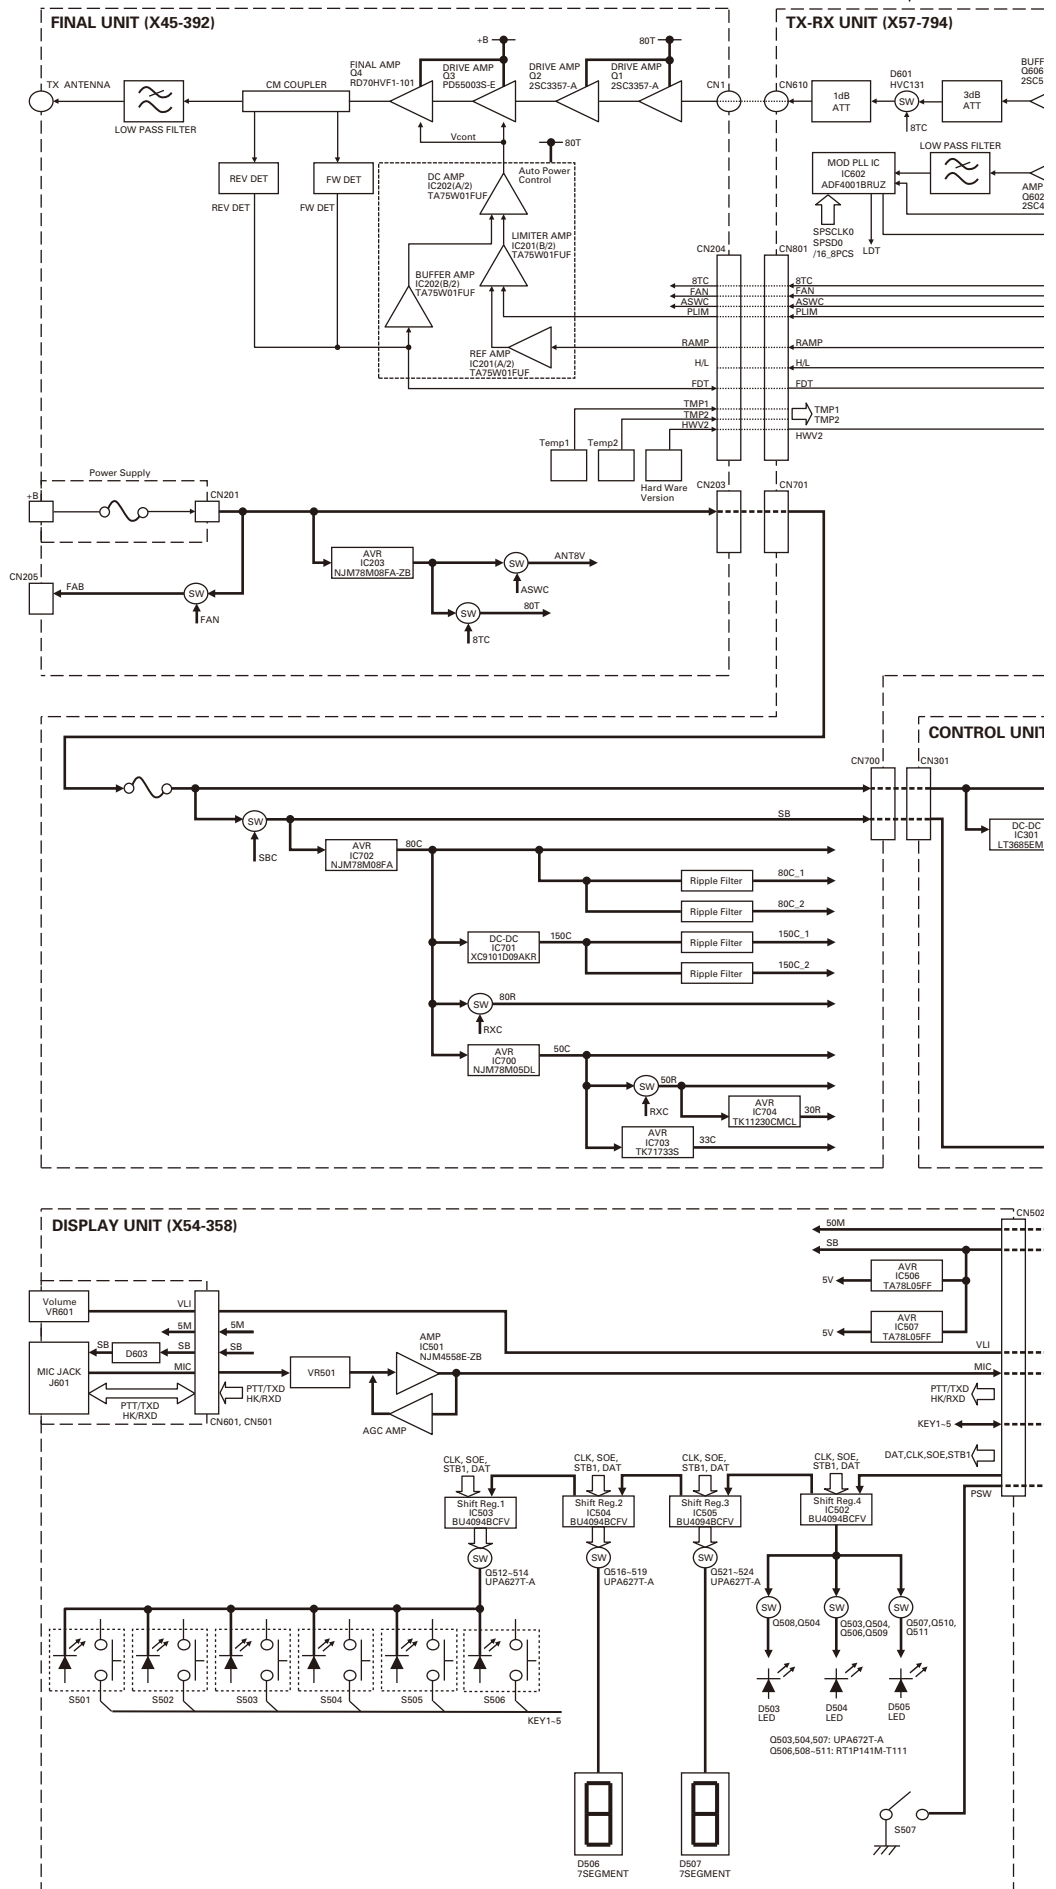 FINAL UNIT (X45-392)
+B
80T
FINAL AMP
Q4
RD70HVF1-101
DRIVE AMP
Q3
PD55003S-E
DRIVE AMP
Q2
2SC3357-A
DRIVE AMP
Q1
2SC3357-A
TX ANTENNA
CM COUPLER
CN1
LOW PASS FILTER
Vcont
80T
REV DET
FW DET
REV DET
FW DET
DC AMP
IC202(A/2)
TA75W01FUF
Auto Power
Control
LIMITER AMP
IC201(B/2)
TA75W01FUF
BUFFER AMP
IC202(B/2)
TA75W01FUF
REF AMP
IC201(A/2)
TA75W01FUF
CN204
8TC
FAN
ASWC
PLIM
RAMP
H/L
FDT
TMP1
TMP2
HWV2
Temp1
Temp2
Hard Ware
Version
Power Supply
+B
CN201
CN203
AVR
IC203
NJM78M08FA-ZB
SW
ANT8V
ASWC
SW
80T
8TC
CN205
FAB
SW
FAN
TX-RX UNIT (X57-794)
CN610
1dB
ATT
D601
HVC131
SW
8TC
3dB
ATT
BUFF
Q606
2SC5
LOW PASS FILTER
MOD PLL IC
IC602
ADF4001BRUZ
AMP
Q602
2SC4
SPSCLK0
SPSD0
/16_8PCS
LDT
CN801
8TC
FAN
ASWC
PLIM
RAMP
H/L
FDT
TMP1
TMP2
HWV2
CN701
CN700
CN301
CONTROL UNIT
SW
SBC
SB
DC-DC
IC301
LT3685EM
AVR
IC702
NJM78M08FA
80C
Ripple Filter
80C_1
Ripple Filter
80C_2
DC-DC
IC701
XC9101D09AKR
150C
Ripple Filter
150C_1
Ripple Filter
150C_2
SW
80R
RXC
AVR
IC700
NJM78M05DL
50C
SW
50R
RXC
AVR
IC704
TK11230CMCL
30R
AVR
IC703
TK71733S
33C
DISPLAY UNIT (X54-358)
CN502
50M
SB
AVR
IC506
TA78L05FF
5V
AVR
IC507
TA78L05FF
5V
Volume
VR601
VLI
5M
5M
SB
D603
SB
SB
MIC JACK
J601
MIC
PTT/TXD
HK/RXD
PTT/TXD
HK/RXD
CN601, CN501
VR501
AMP
IC501
NJM4558E-ZB
AGC AMP
VLI
MIC
PTT/TXD
HK/RXD
KEY1~5
DAT,CLK,SOE,STB1
PSW
CLK, SOE,
STB1, DAT
CLK, SOE,
STB1, DAT
CLK, SOE,
STB1, DAT
CLK, SOE,
STB1, DAT
Shift Reg.1
IC503
BU4094BCFV
Shift Reg.2
IC504
BU4094BCFV
Shift Reg.3
IC505
BU4094BCFV
Shift Reg.4
IC502
BU4094BCFV
SW
Q512~514
UPA627T-A
SW
Q516~519
UPA627T-A
SW
Q521~524
UPA627T-A
SW
Q508,Q504
SW
Q503,Q504,
Q506,Q509
SW
Q507,Q510,
Q511
S501
S502
S503
S504
S505
S506
KEY1~5
D503
LED
D504
LED
D505
LED
Q503,504,507: UPA672T-A
Q506,508~511: RT1P141M-T111
S507
D506
7SEGMENT
D507
7SEGMENT